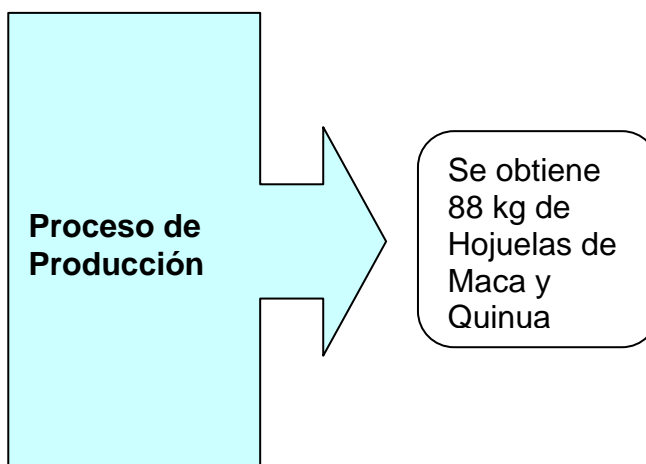 Proceso de
Producción
Se obtiene
88 kg de
Hojuelas de
Maca y
Quinua